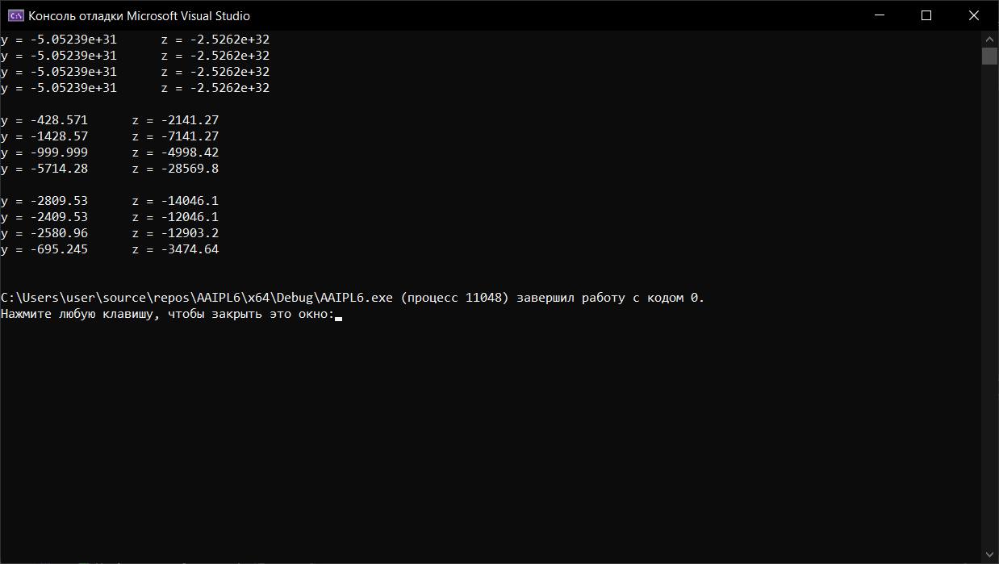 Консоль отладки Microsoft Visual Studio
y = -5.05239e+31      z = -2.5262e+32
y = -5.05239e+31      z = -2.5262e+32
y = -5.05239e+31      z = -2.5262e+32
y = -5.05239e+31      z = -2.5262e+32
y = -428.571      z = -2141.27
y = -1428.57      z = -7141.27
y = -999.999      z = -4998.42
y = -5714.28      z = -28569.8
y = -2809.53      z = -14046.1
y = -2409.53      z = -12046.1
y = -2580.96      z = -12903.2
y = -695.245      z = -3474.64
C:\Users\user\source\repos\AAIPL6\x64\Debug\AAIPL6.exe (процесс 11048) завершил работу с кодом 0.
Нажмите любую клавишу, чтобы закрыть это окно: